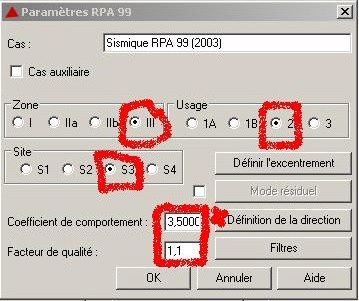 Paramètres RPA 99
Cas : Sismique RPA 99 (2003)
Cas auxiliaire
Zone
I IIa IIb III
Usage
1A 1B 2 3
Site
S1 S2 S3 S4
Définir l'excentrement
Mode résiduel
Coefficient de comportement : 3,5000
Définition de la direction
Facteur de qualité : 1,1
Filtres
OK Annuler Aide